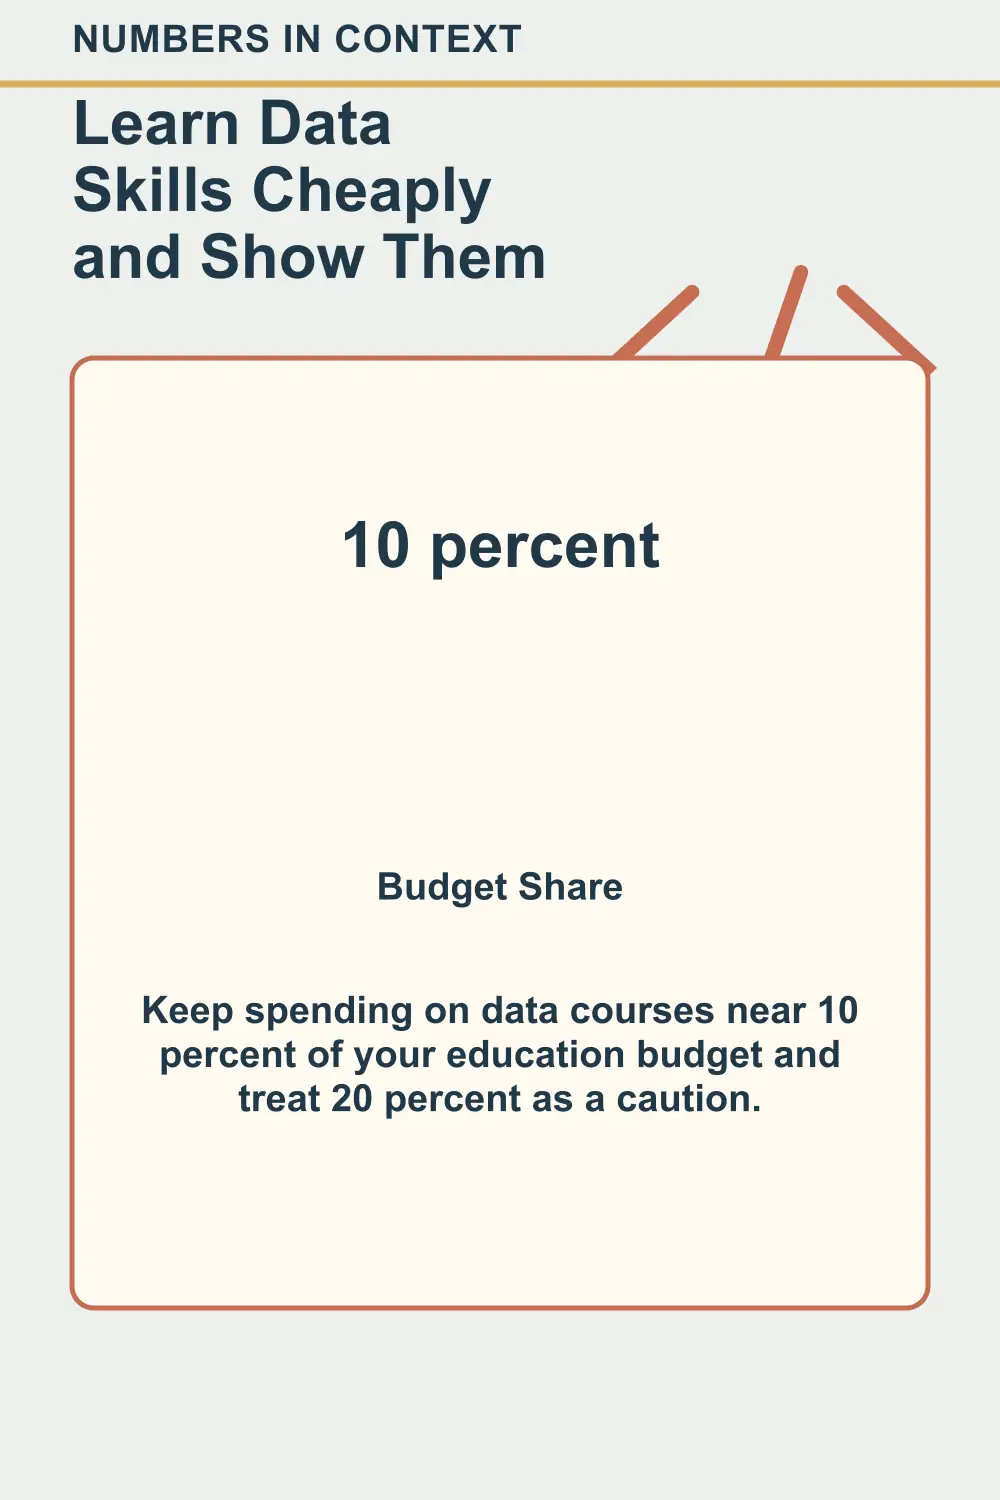 NUMBERS IN CONTEXT
Learn Data
Skills Cheaply
and Show Them
10 percent
Budget Share
Keep spending on data courses near 10
percent of your education budget and
treat 20 percent as a caution.